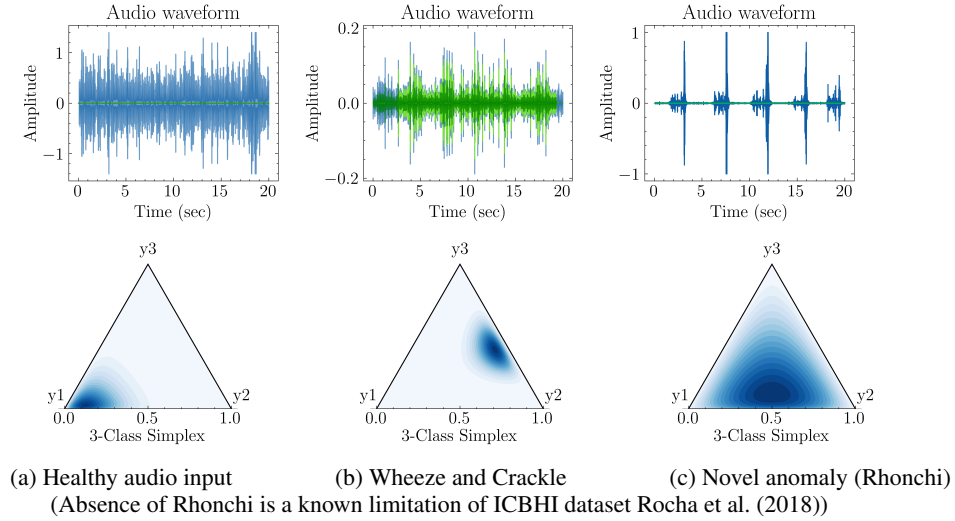 Audio waveform Audio waveform Audio waveform
1 0.2 1
Amplitude Amplitude Amplitude
0 0.0 0
−1 −0.2 −1
0 5 10 15 20 0 5 10 15 20 0 5 10 15 20
Time (sec) Time (sec) Time (sec)
y3 y3 y3
y1 y2 y1 y2 y1 y2
0.0 0.5 1.0 0.0 0.5 1.0 0.0 0.5 1.0
3-Class Simplex 3-Class Simplex 3-Class Simplex
(a) Healthy audio input (b) Wheeze and Crackle (c) Novel anomaly (Rhonchi)
(Absence of Rhonchi is a known limitation of ICBHI dataset Rocha et al. (2018))